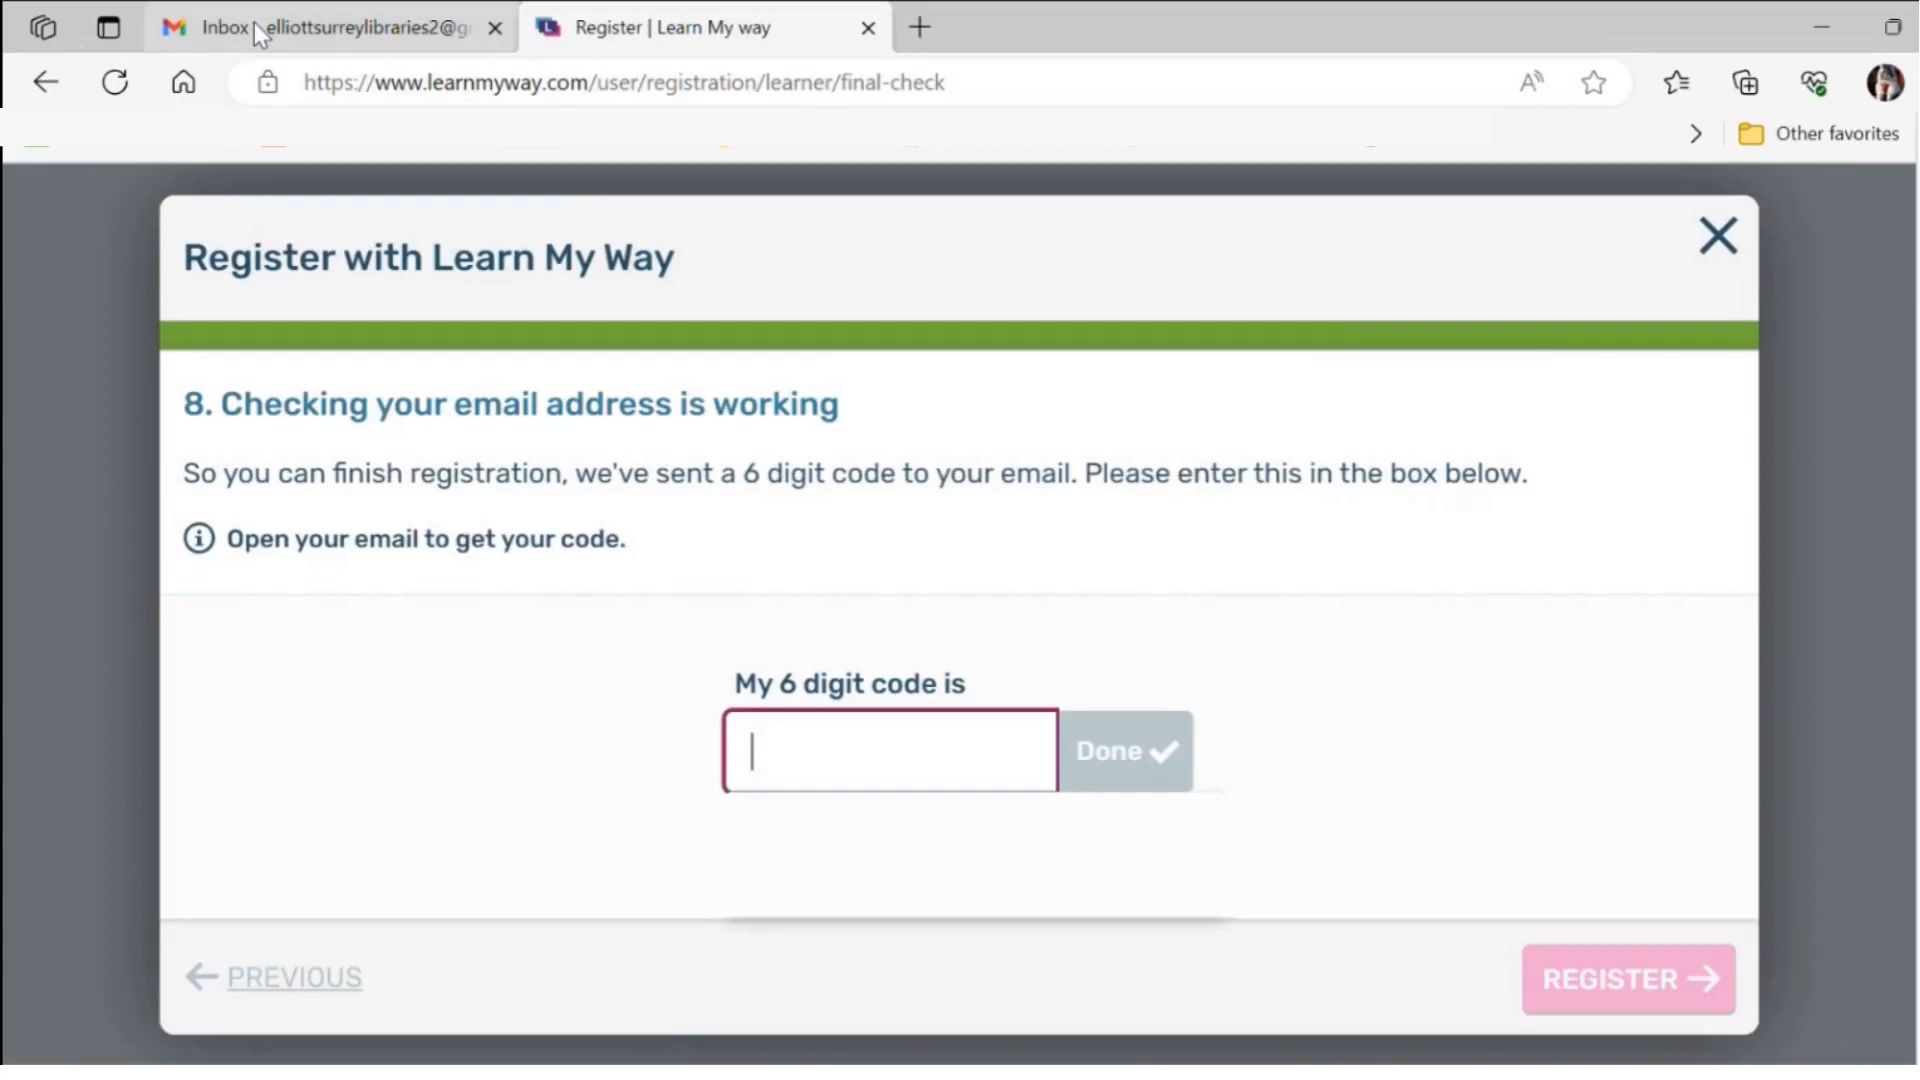 Inbox - elliottsurreylibraries2@g
Register | Learn My way
https://www.learnmyway.com/user/registration/learner/final-check
Other favorites
Register with Learn My Way
8. Checking your email address is working
So you can finish registration, we've sent a 6 digit code to your email. Please enter this in the box below.
Open your email to get your code.
My 6 digit code is
Done
PREVIOUS
REGISTER